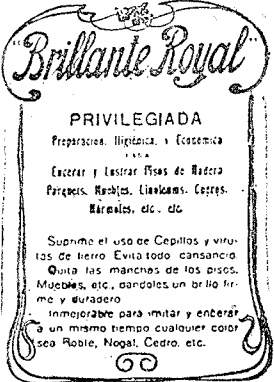 "Brillante Royal"
PRIVILEGIADA
Preparación, Higiénica, y Económica
PARA
Encerar y Lustrar Pisos de Madera
Parquets, Muebles, Linoleums, Cueros,
Mármoles, etc., etc.
Suprime el uso de Cepillos y viru-
tas de fierro Evita todo cansancio.
Quita las manchas de los pisos,
Muebles, etc., dandoles un brillo fir-
me y duradero
Inmejorable para imitar y encerar
a un mismo tiempo cualquier color
sea Roble, Nogal, Cedro, etc.